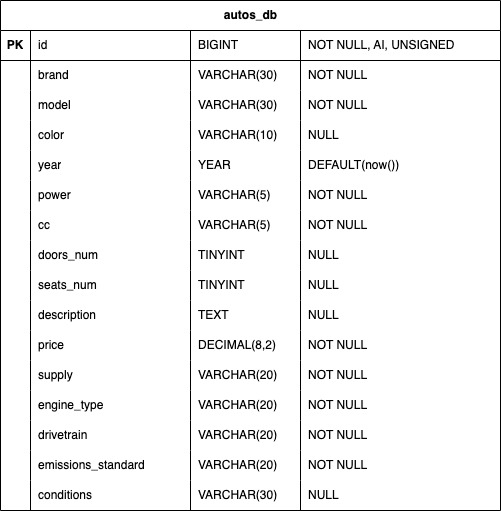 autos_db
PK id BIGINT NOT NULL, AI, UNSIGNED
brand VARCHAR(30) NOT NULL
model VARCHAR(30) NOT NULL
color VARCHAR(10) NULL
year YEAR DEFAULT(now())
power VARCHAR(5) NOT NULL
cc VARCHAR(5) NOT NULL
doors_num TINYINT NULL
seats_num TINYINT NULL
description TEXT NULL
price DECIMAL(8,2) NOT NULL
supply VARCHAR(20) NOT NULL
engine_type VARCHAR(20) NOT NULL
drivetrain VARCHAR(20) NOT NULL
emissions_standard VARCHAR(20) NOT NULL
conditions VARCHAR(30) NULL